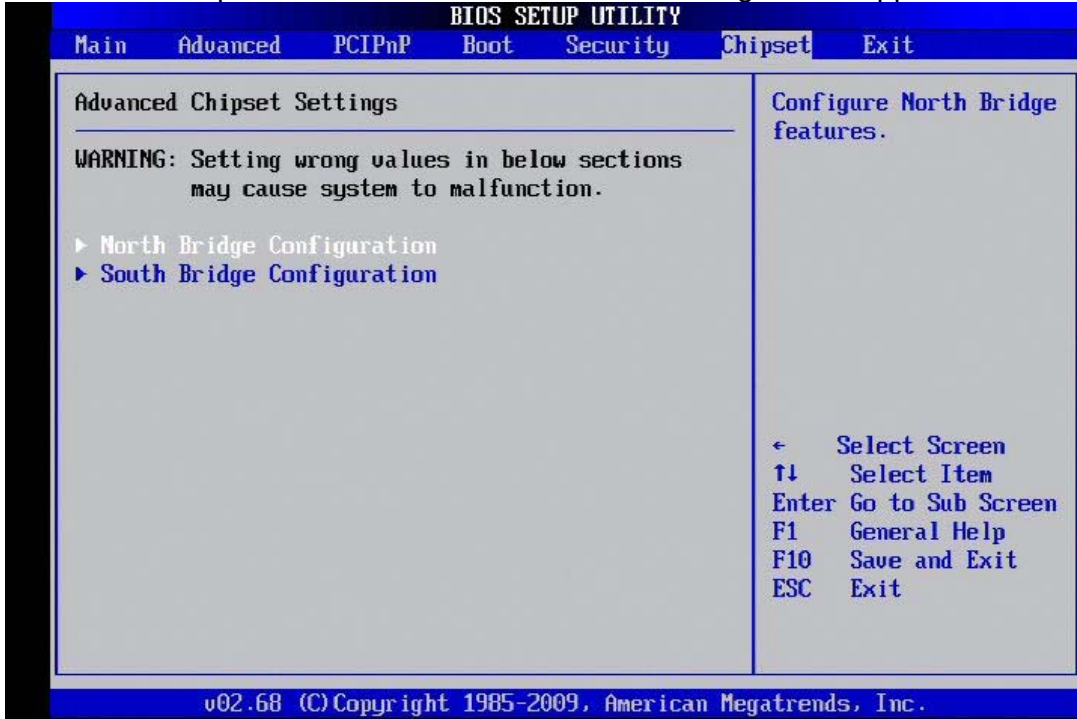 BIOS SETUP UTILITY
Main Advanced PCIPnP Boot Security Chipset Exit
Advanced Chipset Settings
WARNING: Setting wrong values in below sections
may cause system to malfunction.
▶ North Bridge Configuration
▶ South Bridge Configuration
Configure North Bridge
features.
← Select Screen
↑↓ Select Item
Enter Go to Sub Screen
F1 General Help
F10 Save and Exit
ESC Exit
v02.68 (C)Copyright 1985-2009, American Megatrends, Inc.